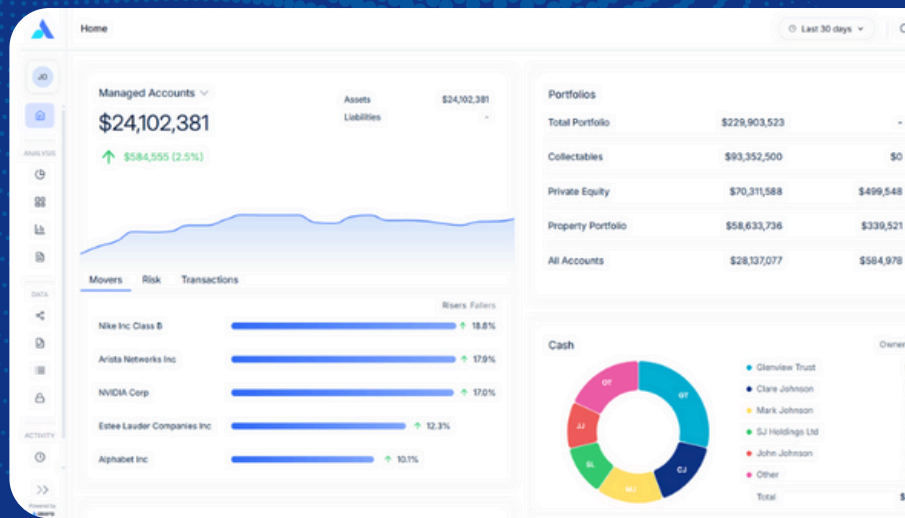 Home
Last 30 days
JO
ANALYSIS
DATA
ACTIVITY
Powered by
Managed Accounts
$24,102,381
$584,555 (2.5%)
Assets $24,102,381
Liabilities -
Movers Risk Transactions
Risers Fallers
Nike Inc Class B 18.8%
Arista Networks Inc 17.9%
NVIDIA Corp 17.0%
Estee Lauder Companies Inc 12.3%
Alphabet Inc 10.1%
Portfolios
Total Portfolio $229,903,523 -
Collectables $93,352,500 $0
Private Equity $70,311,588 $499,548
Property Portfolio $58,633,736 $339,521
All Accounts $28,137,077 $584,978
Cash
Owner
GT
GT
JJ
SL
MJ
CJ
Glenview Trust
Clare Johnson
Mark Johnson
SJ Holdings Ltd
John Johnson
Other
Total $